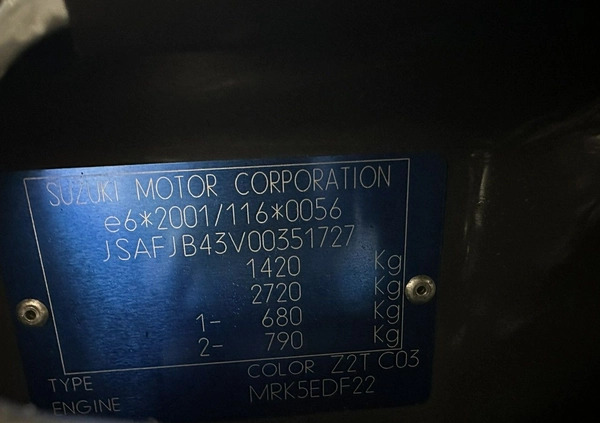 SUZUKI MOTOR CORPORATION
e6*2001/116*0056
JSAFJB43V00351727
1420 Kg
2720 Kg
1- 680 Kg
2- 790 Kg
COLOR Z2T C03
TYPE MRK5EDF22
ENGINE